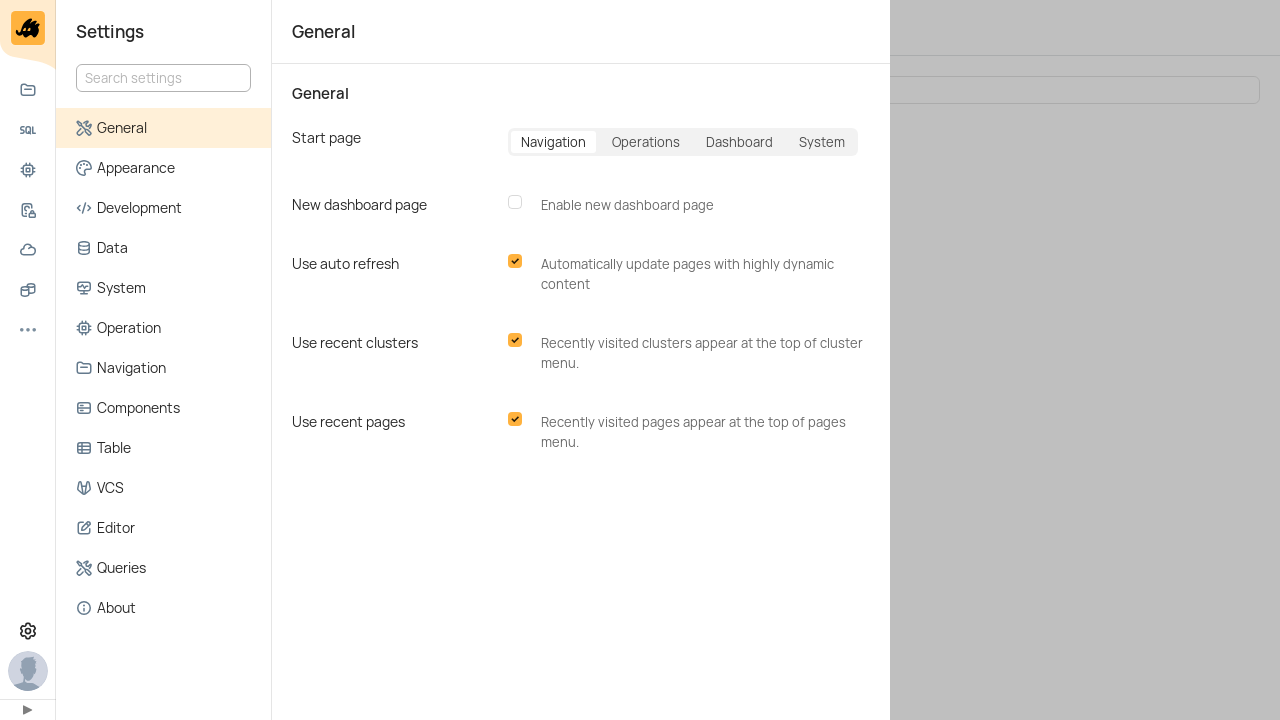 Settings
Search settings
General
Appearance
Development
Data
System
Operation
Navigation
Components
Table
VCS
Editor
Queries
About
SQL
General
General
Start page
Navigation Operations Dashboard System
New dashboard page
Enable new dashboard page
Use auto refresh
Automatically update pages with highly dynamic
content
Use recent clusters
Recently visited clusters appear at the top of cluster
menu.
Use recent pages
Recently visited pages appear at the top of pages
menu.